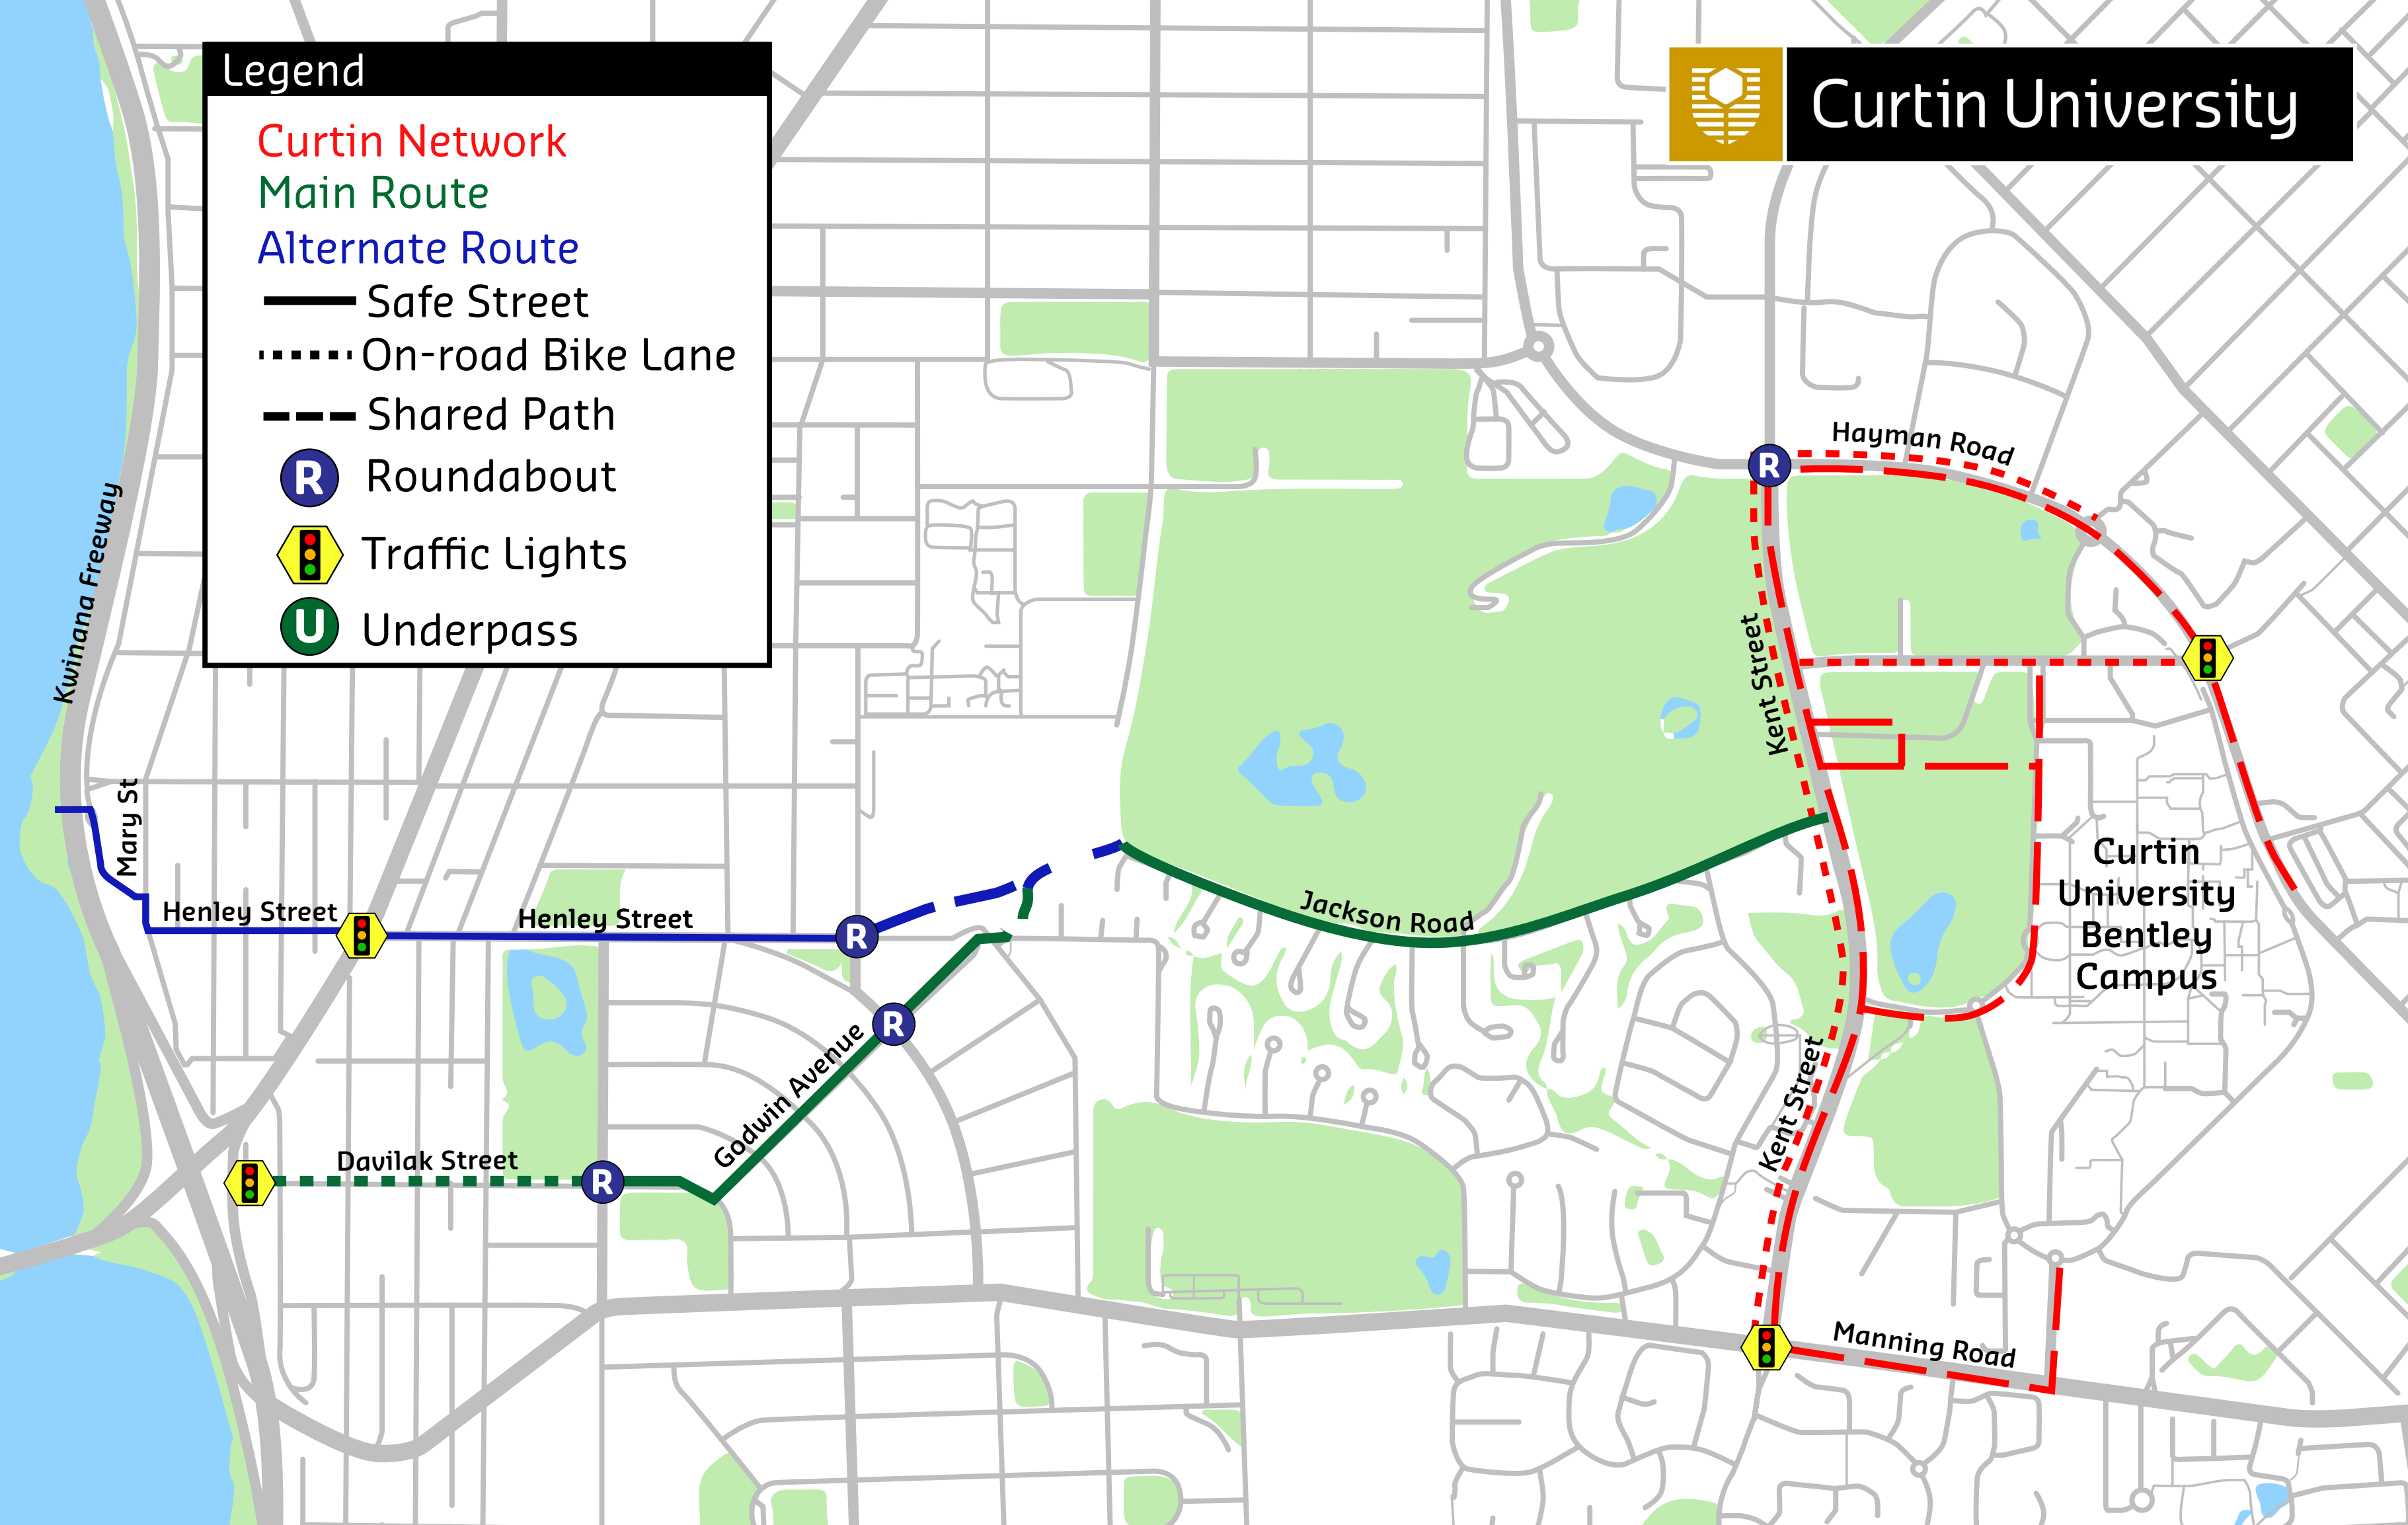 Legend
Curtin Network
Main Route
Alternate Route
Safe Street
On-road Bike Lane
Shared Path
R Roundabout
Traffic Lights
U Underpass
Curtin University
Hayman Road
R
Kwinana Freeway
Kent Street
Mary St
Henley Street
Henley Street
R
Jackson Road
Curtin
University
Bentley
Campus
R
Godwin Avenue
Kent Street
Davilak Street
R
Manning Road